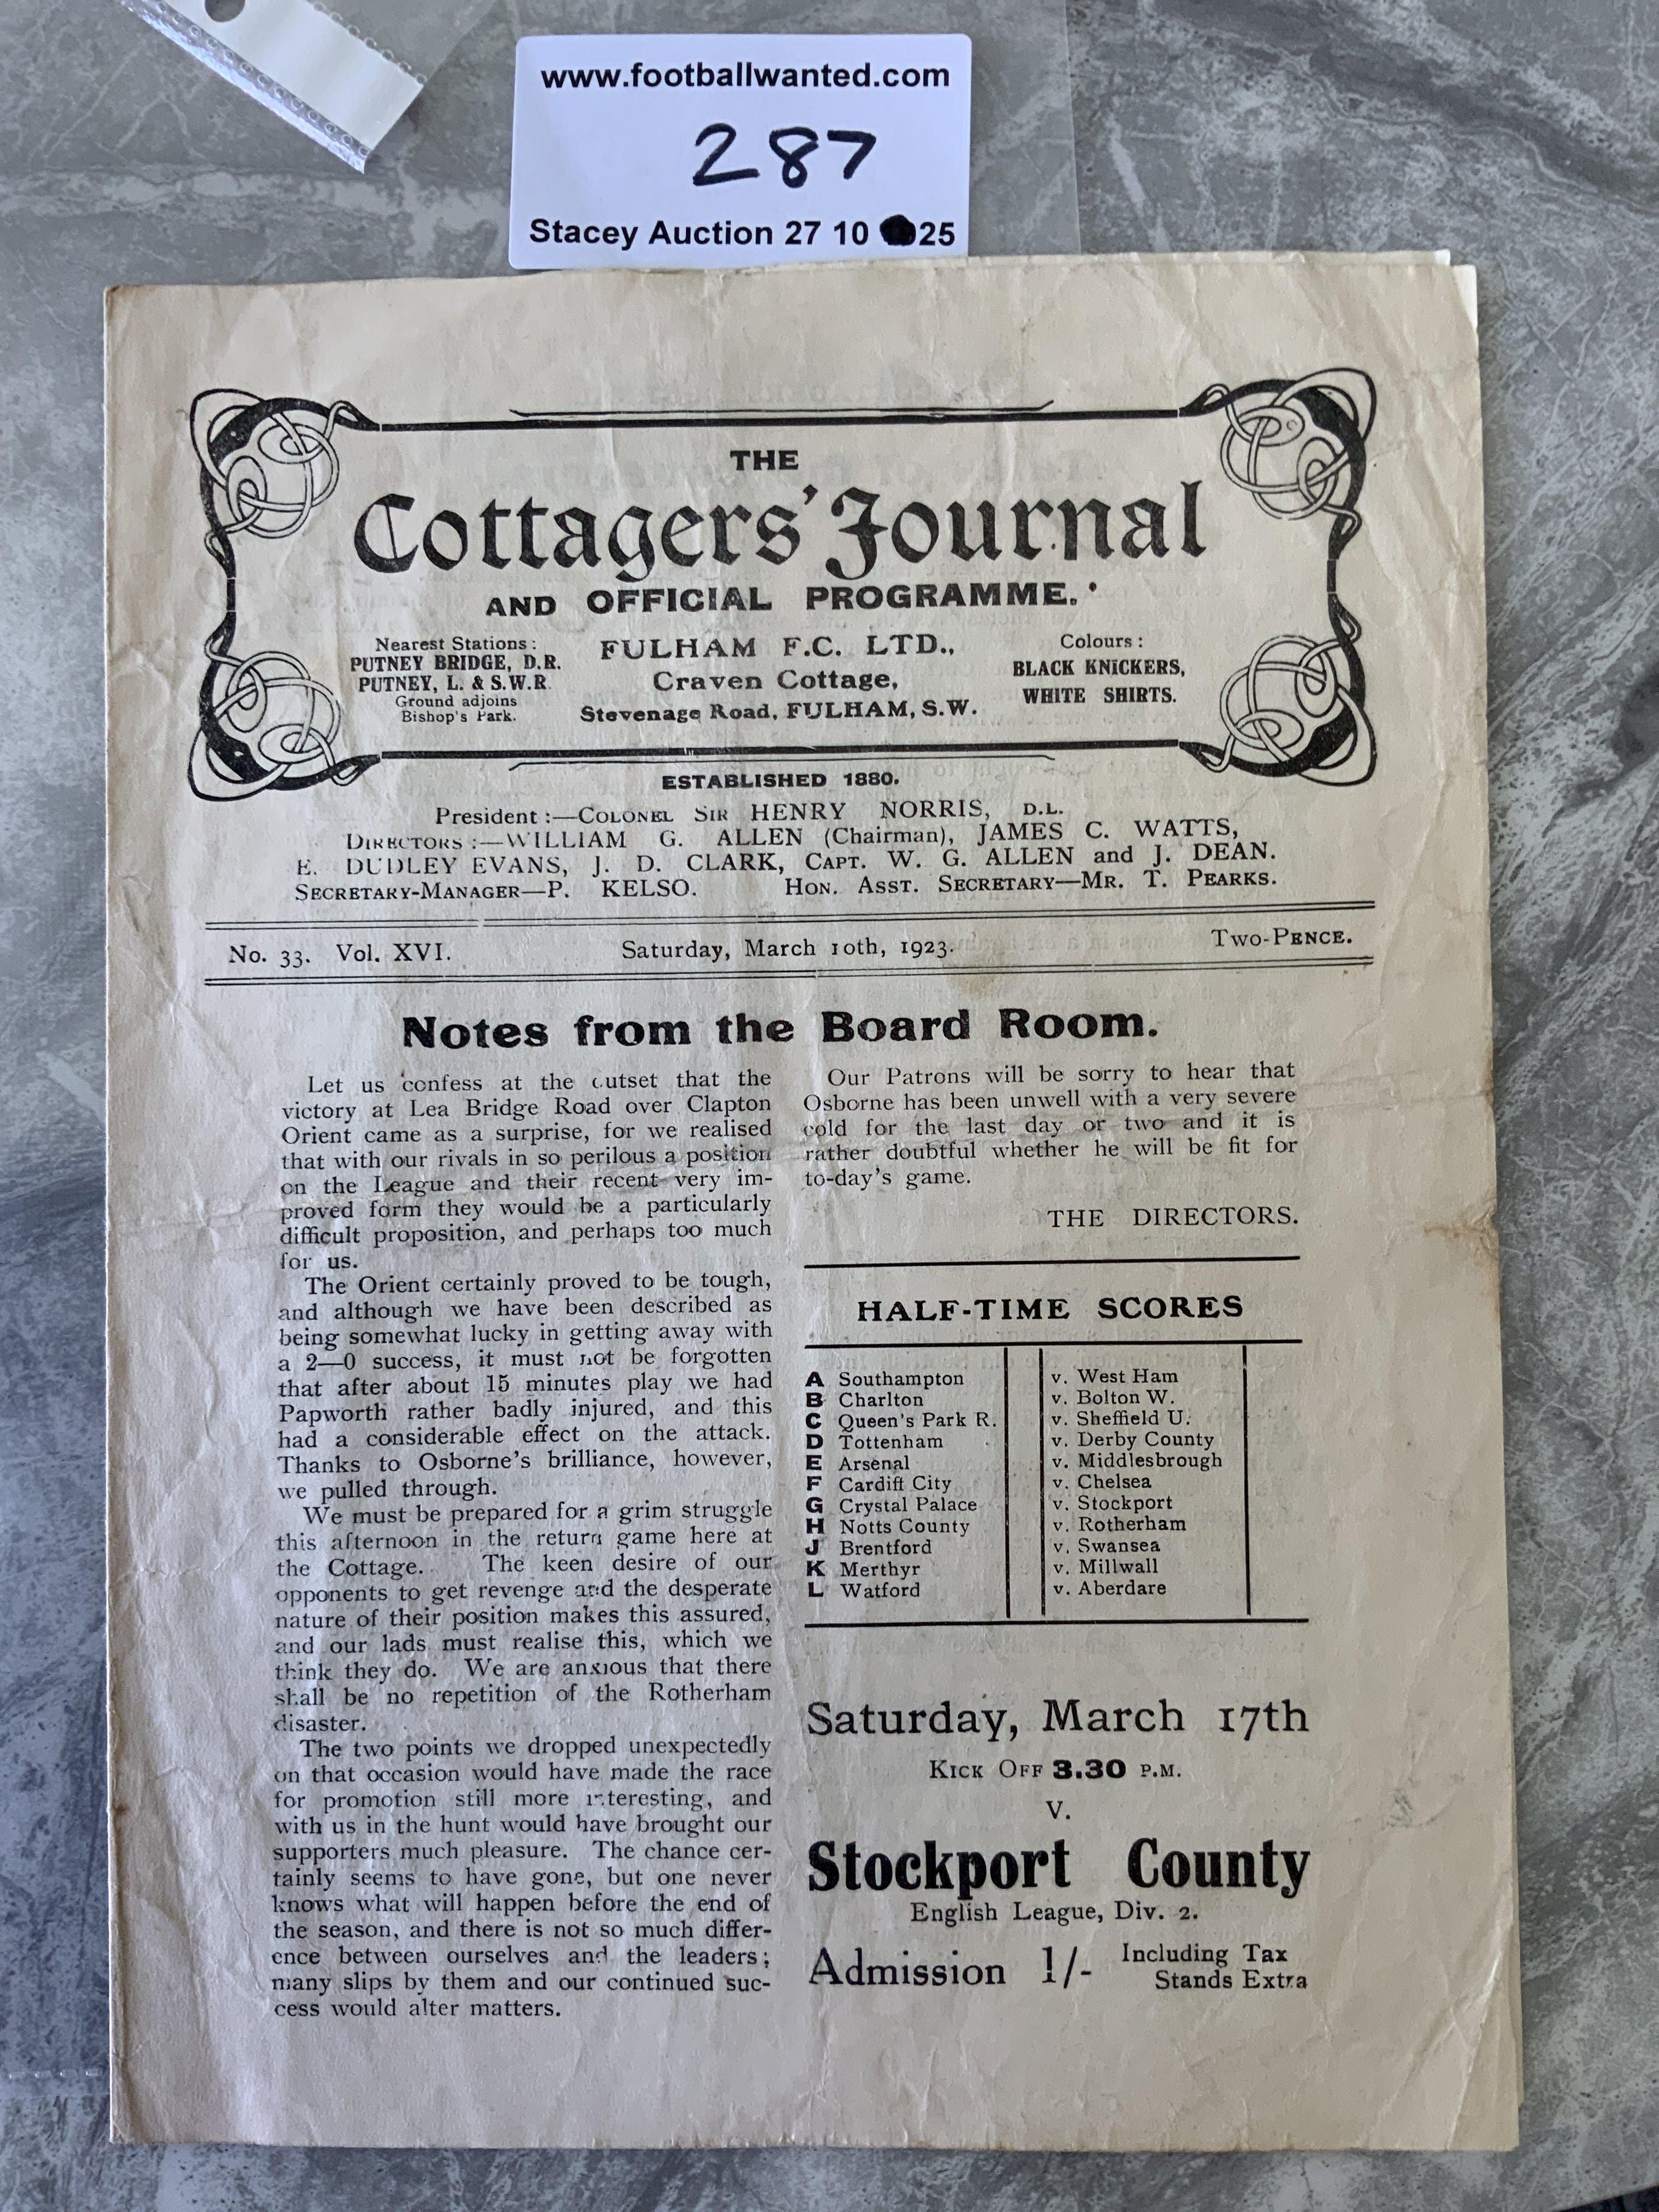 www.footballwanted.com
287
Stacey Auction 27 10 25
THE
Cottagers' Journal
AND OFFICIAL PROGRAMME.
Nearest Stations:
PUTNEY BRIDGE, D.R.
PUTNEY, L. & S.W.R.
Ground adjoins
Bishop's Park.
FULHAM F.C. LTD.,
Craven Cottage,
Stevenage Road, FULHAM, S.W.
Colours:
BLACK KNICKERS,
WHITE SHIRTS.
ESTABLISHED 1880.
President:—COLONEL SIR HENRY NORRIS, D.L.
DIRECTORS:—WILLIAM G. ALLEN (Chairman), JAMES C. WATTS,
E. DUDLEY EVANS, J. D. CLARK, CAPT. W. G. ALLEN and J. DEAN.
SECRETARY-MANAGER—P. KELSO. HON. ASST. SECRETARY—MR. T. PEARKS.
No. 33. Vol. XVI. Saturday, March 10th, 1923. TWO-PENCE.
Notes from the Board Room.
Let us confess at the outset that the
victory at Lea Bridge Road over Clapton
Orient came as a surprise, for we realised
that with our rivals in so perilous a position
on the League and their recent very im-
proved form they would be a particularly
difficult proposition, and perhaps too much
for us.
The Orient certainly proved to be tough,
and although we have been described as
being somewhat lucky in getting away with
a 2—0 success, it must not be forgotten
that after about 15 minutes play we had
Papworth rather badly injured, and this
had a considerable effect on the attack.
Thanks to Osborne's brilliance, however,
we pulled through.
We must be prepared for a grim struggle
this afternoon in the return game here at
the Cottage. The keen desire of our
opponents to get revenge and the desperate
nature of their position makes this assured,
and our lads must realise this, which we
think they do. We are anxious that there
shall be no repetition of the Rotherham
disaster.
The two points we dropped unexpectedly
on that occasion would have made the race
for promotion still more interesting, and
with us in the hunt would have brought our
supporters much pleasure. The chance cer-
tainly seems to have gone, but one never
knows what will happen before the end of
the season, and there is not so much differ-
ence between ourselves and the leaders;
many slips by them and our continued suc-
cess would alter matters.
Our Patrons will be sorry to hear that
Osborne has been unwell with a very severe
cold for the last day or two and it is
rather doubtful whether he will be fit for
to-day's game.
THE DIRECTORS.
HALF-TIME SCORES
A Southampton v. West Ham
B Charlton v. Bolton W.
C Queen's Park R. v. Sheffield U.
D Tottenham v. Derby County
E Arsenal v. Middlesbrough
F Cardiff City v. Chelsea
G Crystal Palace v. Stockport
H Notts County v. Rotherham
J Brentford v. Swansea
K Merthyr v. Millwall
L Watford v. Aberdare
Saturday, March 17th
KICK OFF 3.30 P.M.
V.
Stockport County
English League, Div. 2.
Admission 1/- Including Tax
Stands Extra